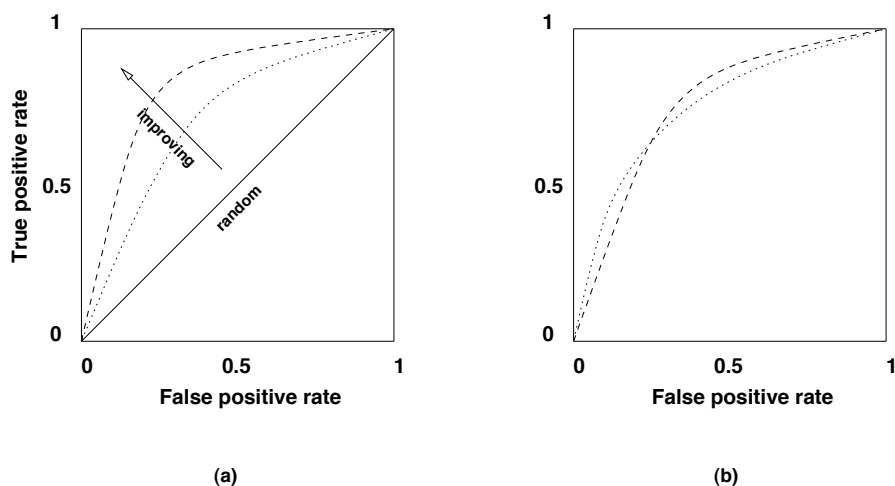 1
True positive rate
0.5
0
improving
random
0
0.5
1
False positive rate
(a)
1
0.5
0
0
0.5
1
False positive rate
(b)